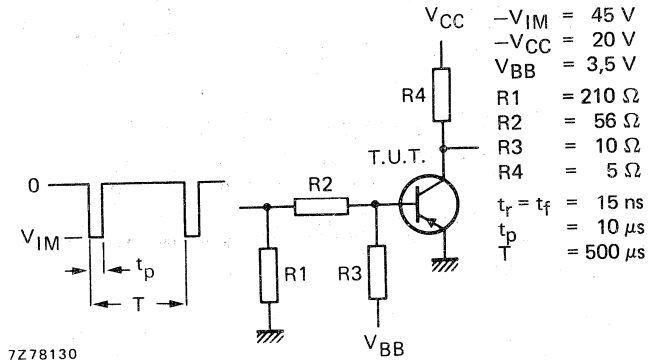 V_CC
−V_IM = 45 V
−V_CC = 20 V
V_BB = 3,5 V
R1 = 210 Ω
R2 = 56 Ω
R3 = 10 Ω
R4 = 5 Ω
t_r = t_f = 15 ns
t_p = 10 μs
T = 500 μs
R4
T.U.T.
0
R2
V_IM
t_p
R1
R3
T
V_BB
7Z78130